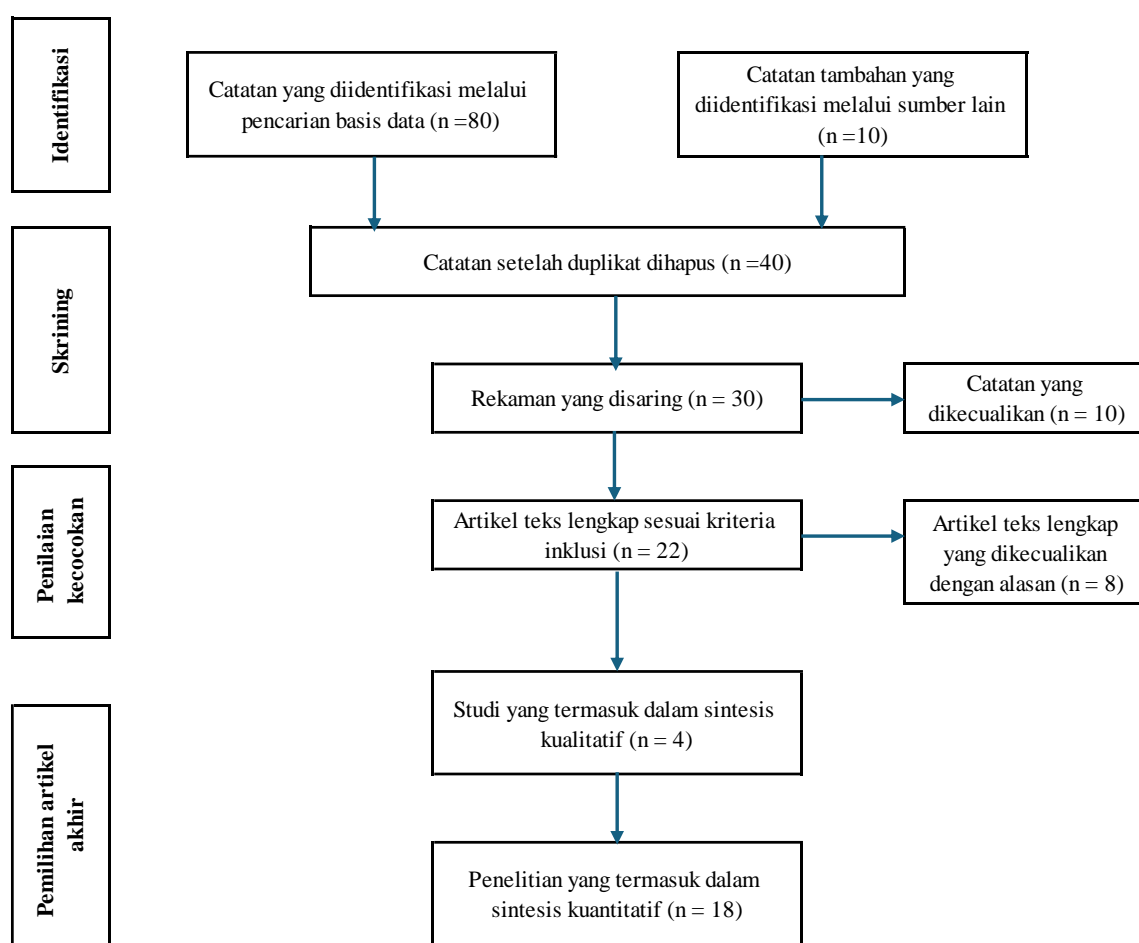 Identifikasi
Catatan yang diidentifikasi melalui
pencarian basis data (n =80)
Catatan tambahan yang
diidentifikasi melalui sumber lain
(n =10)
Skrining
Catatan setelah duplikat dihapus (n =40)
Rekaman yang disaring (n = 30)
Catatan yang
dikecualikan (n = 10)
Penilaian
kecocokan
Artikel teks lengkap sesuai kriteria
inklusi (n = 22)
Artikel teks lengkap
yang dikecualikan
dengan alasan (n = 8)
Pemilihan artikel
akhir
Studi yang termasuk dalam sintesis
kualitatif (n = 4)
Penelitian yang termasuk dalam
sintesis kuantitatif (n = 18)